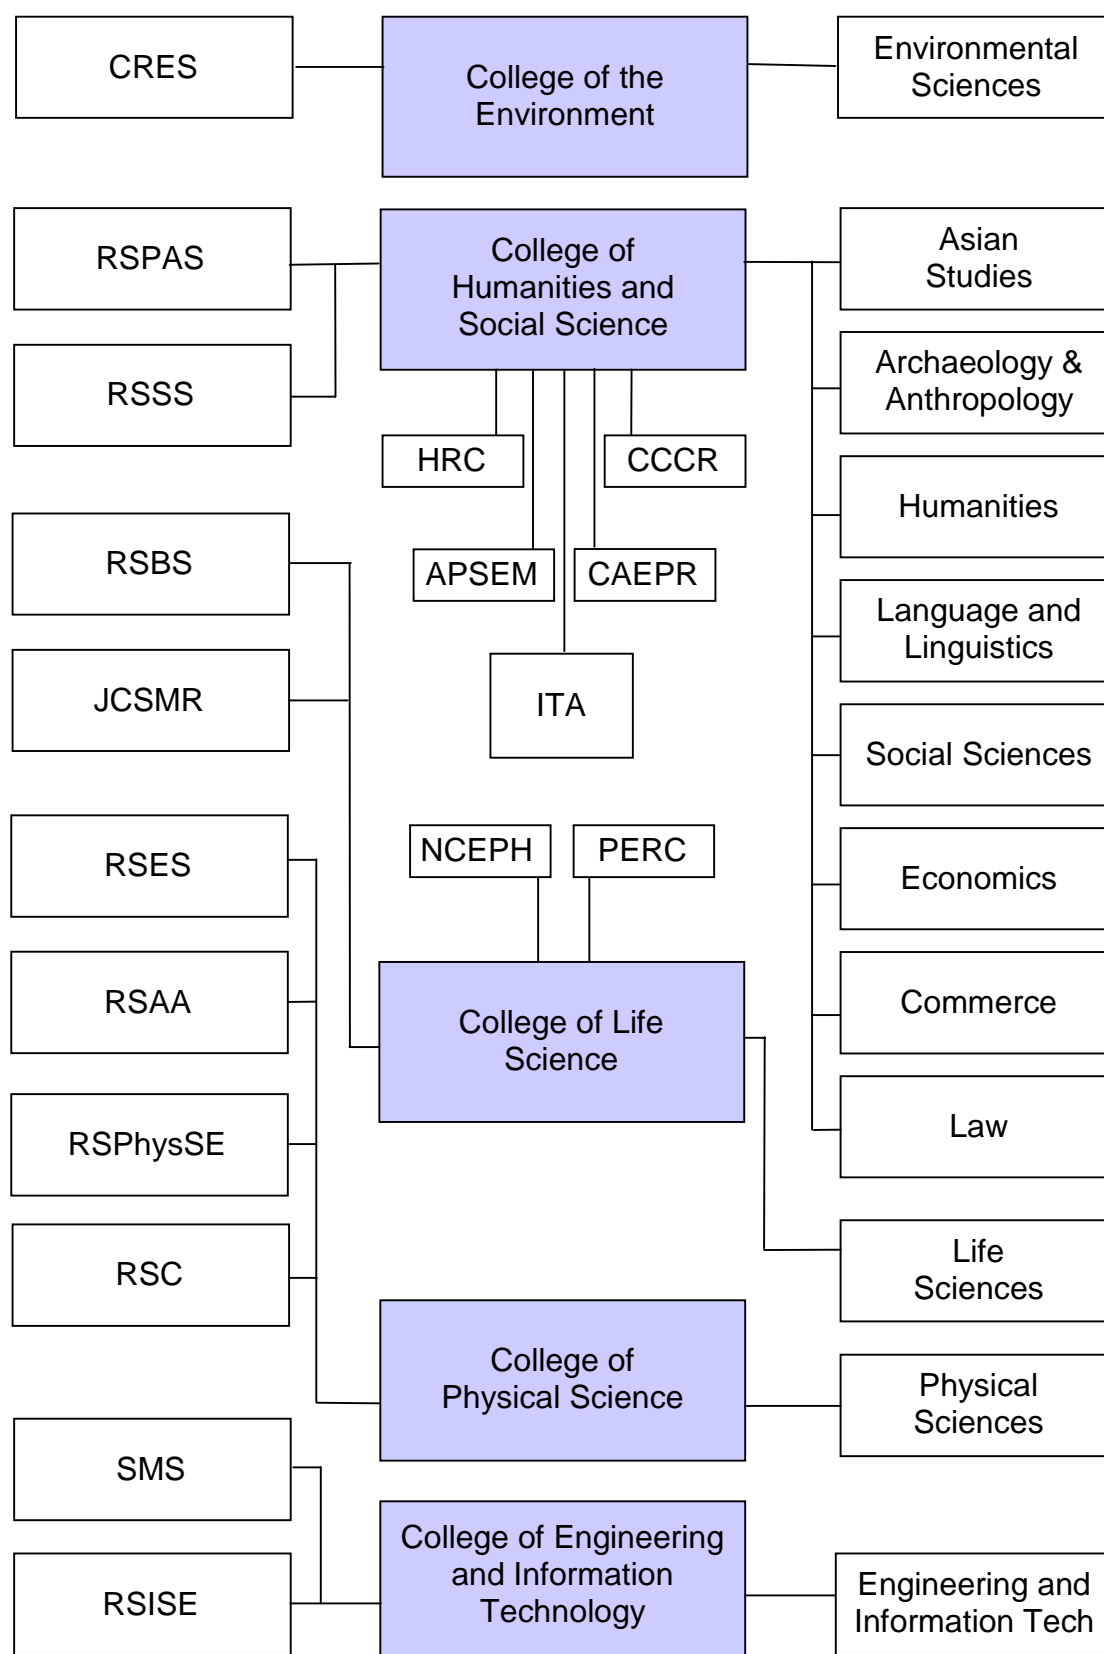 CRES
College of the
Environment
Environmental
Sciences
RSPAS
College of
Humanities and
Social Science
Asian
Studies
RSSS
Archaeology &
Anthropology
HRC
CCCR
Humanities
RSBS
APSEM
CAEPR
Language and
Linguistics
JCSMR
ITA
Social Sciences
RSES
NCEPH
PERC
Economics
RSAA
College of Life
Science
Commerce
RSPhysSE
Law
RSC
Life
Sciences
College of
Physical Science
Physical
Sciences
SMS
College of Engineering
and Information
Technology
RSISE
Engineering and
Information Tech